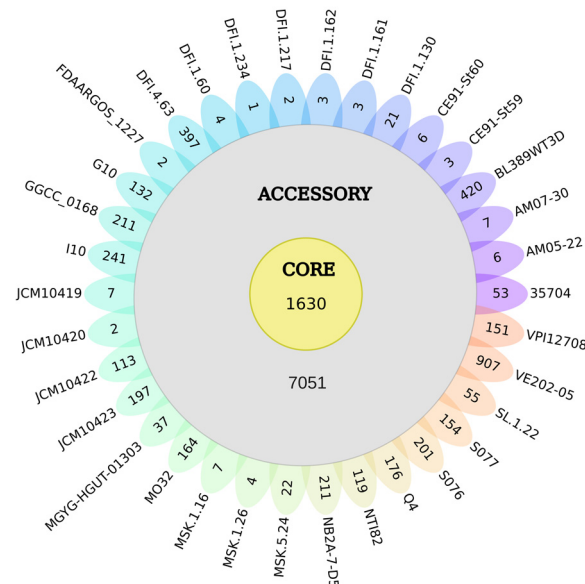 ACCESSORY
CORE
1630
7051
DFI.1.162
3
DFI.1.161
3
DFI.1.130
21
CE91-St60
6
CE91-St59
3
BL389WT3D
420
AM07-30
7
AM05-22
6
35704
53
VPI12708
151
VE202-05
907
SL.1.22
55
S077
154
S076
201
Q4
176
NTI82
119
NB2A-7-D5
211
MSK.5.24
22
MSK.1.26
4
MSK.1.16
7
MO32
164
MGYG-HGUT-01303
37
JCM10423
197
JCM10422
113
JCM10420
2
JCM10419
7
I10
241
GGCC_0168
211
G10
132
FDAARGOS_1227
2
DFI.4.63
397
DFI.1.60
4
DFI.1.234
1
DFI.1.217
2